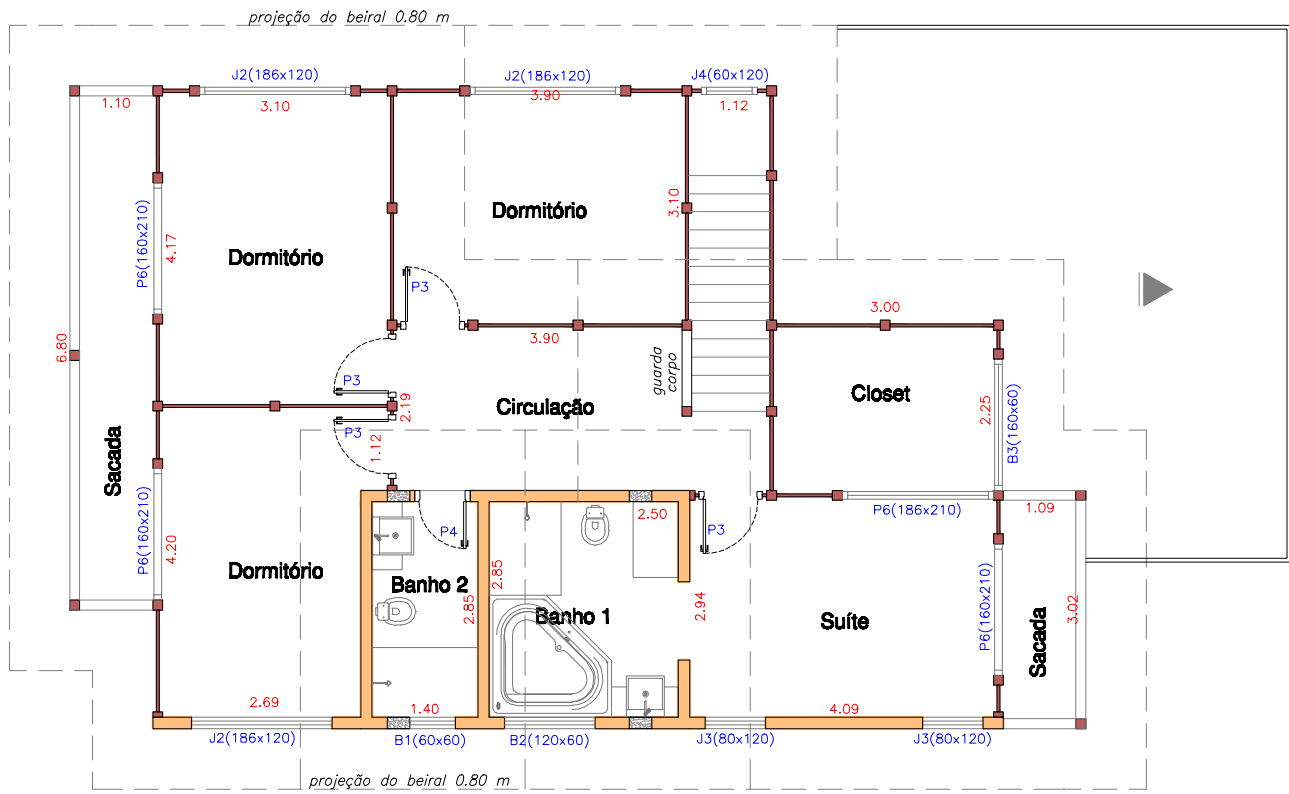 projeção do beiral 0.80 m
J2(186x120)
J2(186x120)
J4(60x120)
1.10
3.10
3.90
1.12
P6(160x210)
4.17
Dormitório
Dormitório
3.10
P3
3.00
6.80
3.90
guarda
corpo
P3
2.19
Circulação
Closet
2.25
B3(160x60)
P3
1.12
Sacada
P6(160x210)
4.20
P4
2.50
P3
P6(186x210)
1.09
Dormitório
Banho 2
2.85
2.85
Banho 1
2.94
Suíte
P6(160x210)
Sacada
3.02
2.69
1.40
4.09
J2(186x120)
B1(60x60)
B2(120x60)
J3(80x120)
J3(80x120)
projeção do beiral 0.80 m